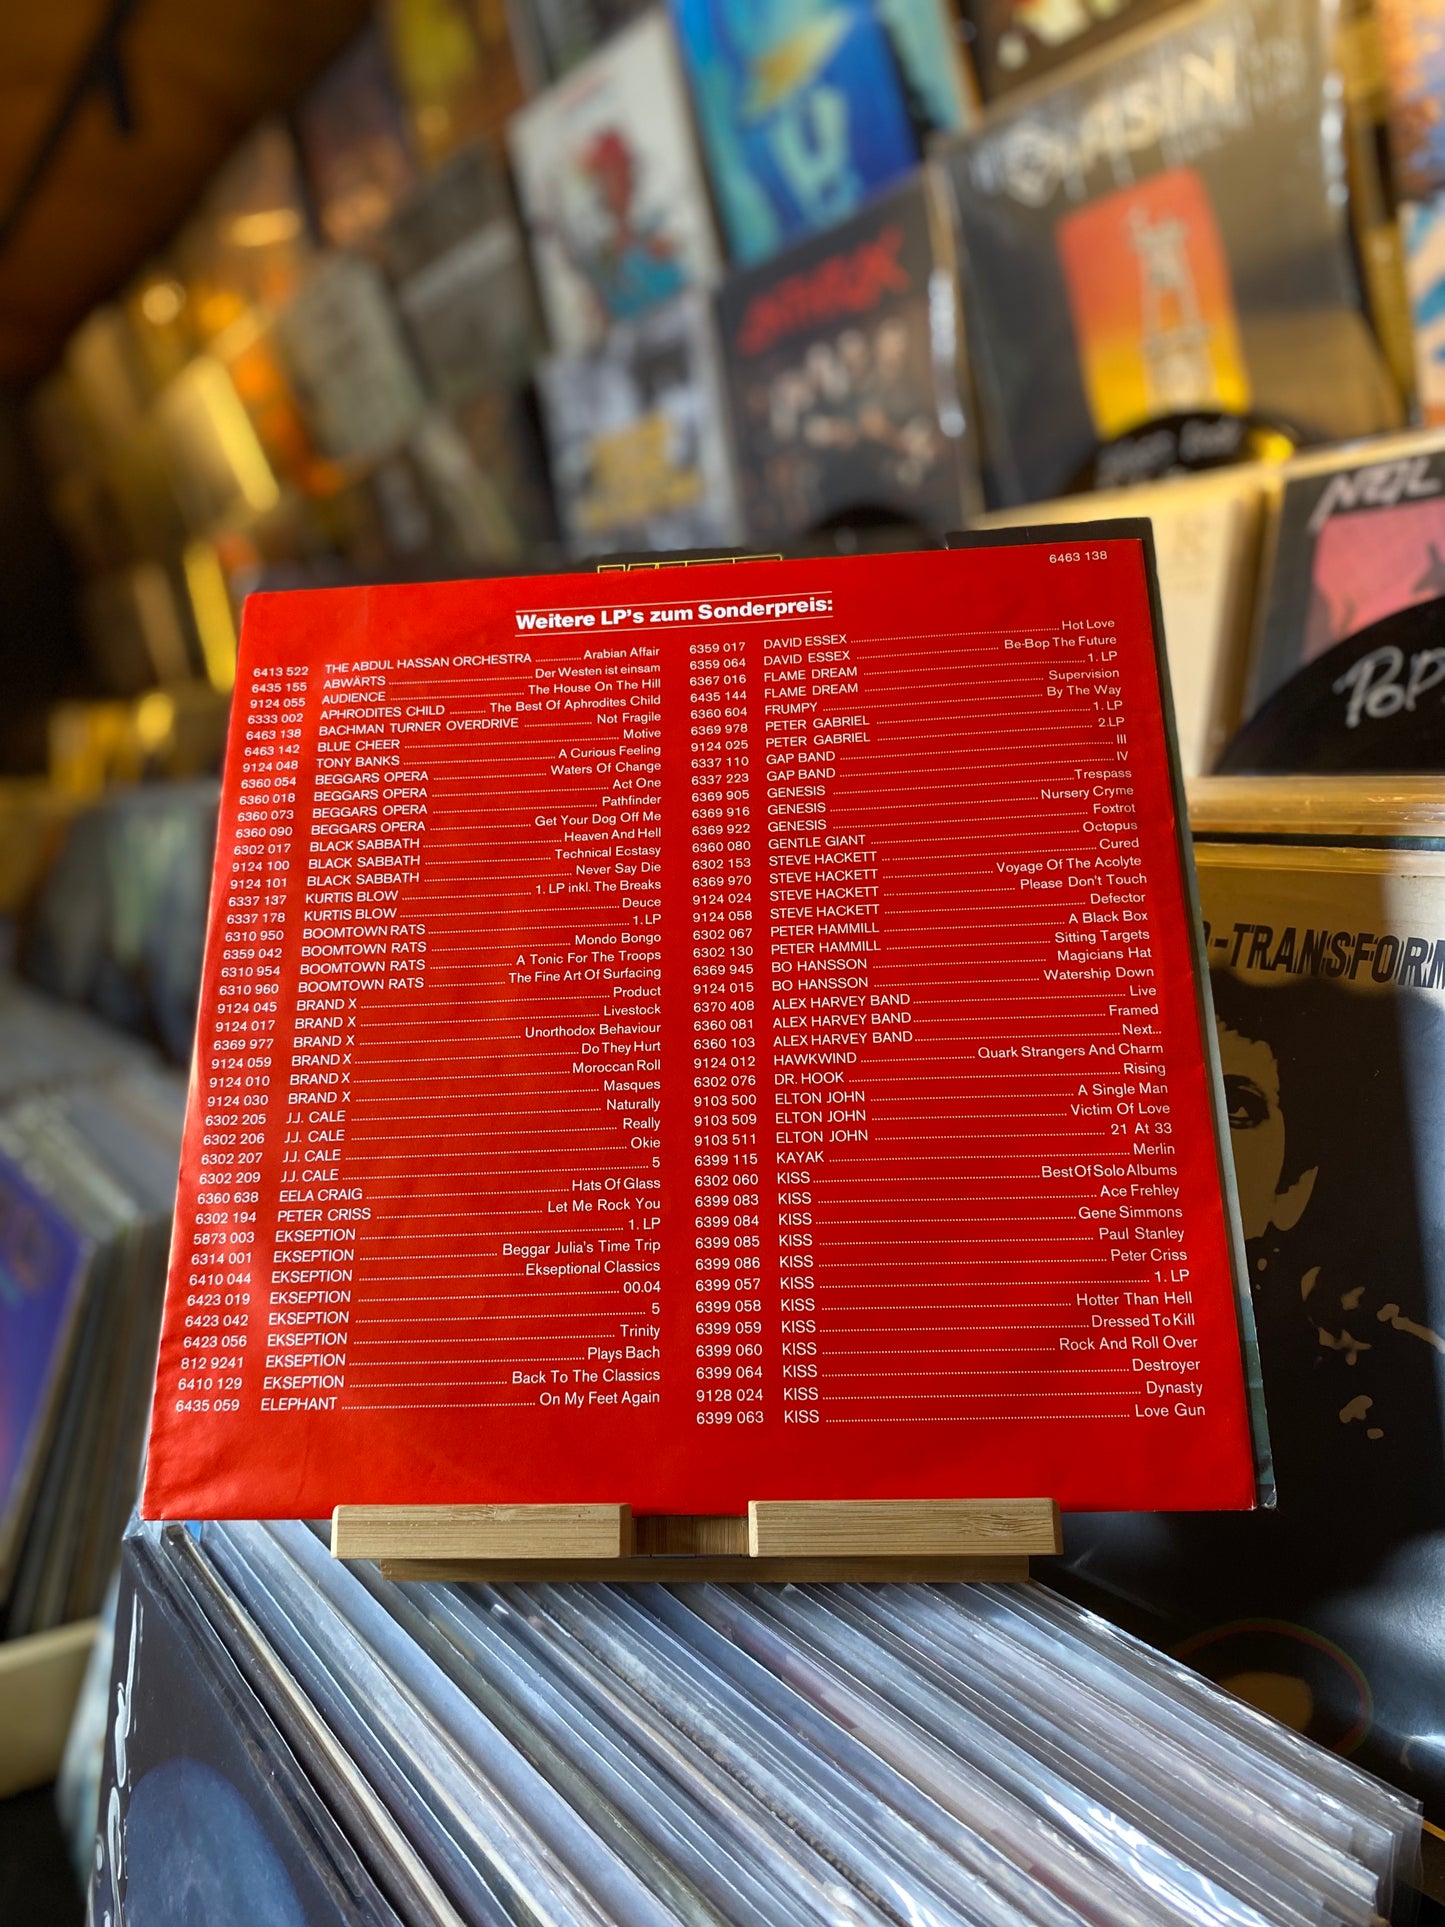 6463 138
Weitere LP's zum Sonderpreis:
6413 522 THE ABDUL HASSAN ORCHESTRA Arabian Affair
6435 155 ABWÄRTS Der Westen ist einsam
9124 055 AUDIENCE The House On The Hill
6333 002 APHRODITES CHILD The Best Of Aphrodites Child
6463 138 BACHMAN TURNER OVERDRIVE Not Fragile
6463 142 BLUE CHEER Motive
9124 048 TONY BANKS A Curious Feeling
6360 054 BEGGARS OPERA Waters Of Change
6360 018 BEGGARS OPERA Act One
6360 073 BEGGARS OPERA Pathfinder
6360 090 BEGGARS OPERA Get Your Dog Off Me
6302 017 BLACK SABBATH Heaven And Hell
9124 100 BLACK SABBATH Technical Ecstasy
9124 101 BLACK SABBATH Never Say Die
6337 137 KURTIS BLOW 1. LP inkl. The Breaks
6337 178 KURTIS BLOW Deuce
6310 950 BOOMTOWN RATS 1. LP
6359 042 BOOMTOWN RATS Mondo Bongo
6310 954 BOOMTOWN RATS A Tonic For The Troops
6310 960 BOOMTOWN RATS The Fine Art Of Surfacing
9124 045 BRAND X Product
9124 017 BRAND X Livestock
6369 977 BRAND X Unorthodox Behaviour
9124 059 BRAND X Do They Hurt
9124 010 BRAND X Moroccan Roll
9124 030 BRAND X Masques
6302 205 J.J. CALE Naturally
6302 206 J.J. CALE Really
6302 207 J.J. CALE Okie
6302 209 J.J. CALE 5
6360 638 EELA CRAIG Hats Of Glass
6302 194 PETER CRISS Let Me Rock You
5873 003 EKSEPTION 1. LP
6314 001 EKSEPTION Beggar Julia's Time Trip
6410 044 EKSEPTION Ekseptional Classics
6423 019 EKSEPTION 00.04
6423 042 EKSEPTION 5
6423 056 EKSEPTION Trinity
812 9241 EKSEPTION Plays Bach
6410 129 EKSEPTION Back To The Classics
6435 059 ELEPHANT On My Feet Again
6359 017 DAVID ESSEX Hot Love
6359 064 DAVID ESSEX Be-Bop The Future
6367 016 FLAME DREAM 1. LP
6435 144 FLAME DREAM Supervision
6360 604 FRUMPY By The Way
6369 978 PETER GABRIEL 1. LP
9124 025 PETER GABRIEL 2. LP
6337 110 GAP BAND III
6337 223 GAP BAND IV
6369 905 GENESIS Trespass
6369 916 GENESIS Nursery Cryme
6369 922 GENESIS Foxtrot
6360 080 GENTLE GIANT Octopus
6302 153 STEVE HACKETT Cured
6369 970 STEVE HACKETT Voyage Of The Acolyte
9124 024 STEVE HACKETT Please Don't Touch
9124 058 STEVE HACKETT Defector
6302 067 PETER HAMMILL A Black Box
6302 130 PETER HAMMILL Sitting Targets
6369 945 BO HANSSON Magicians Hat
9124 015 BO HANSSON Watership Down
6370 408 ALEX HARVEY BAND Live
6360 081 ALEX HARVEY BAND Framed
6360 103 ALEX HARVEY BAND Next...
9124 012 HAWKWIND Quark Strangers And Charm
6302 076 DR. HOOK Rising
9103 500 ELTON JOHN A Single Man
9103 509 ELTON JOHN Victim Of Love
9103 511 ELTON JOHN 21 At 33
6399 115 KAYAK Merlin
6302 060 KISS Best Of Solo Albums
6399 083 KISS Ace Frehley
6399 084 KISS Gene Simmons
6399 085 KISS Paul Stanley
6399 086 KISS Peter Criss
6399 057 KISS 1. LP
6399 058 KISS Hotter Than Hell
6399 059 KISS Dressed To Kill
6399 060 KISS Rock And Roll Over
6399 064 KISS Destroyer
9128 024 KISS Dynasty
6399 063 KISS Love Gun
ANTHRAX
NEIL
POP
-TRANSFORM